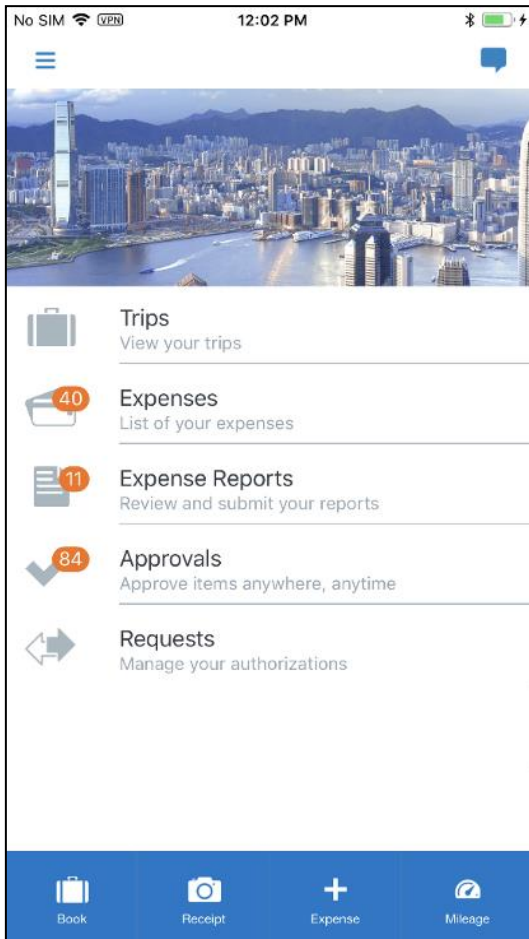 No SIM VPN 12:02 PM
Trips
View your trips
40
Expenses
List of your expenses
11
Expense Reports
Review and submit your reports
84
Approvals
Approve items anywhere, anytime
Requests
Manage your authorizations
Book Receipt Expense Mileage